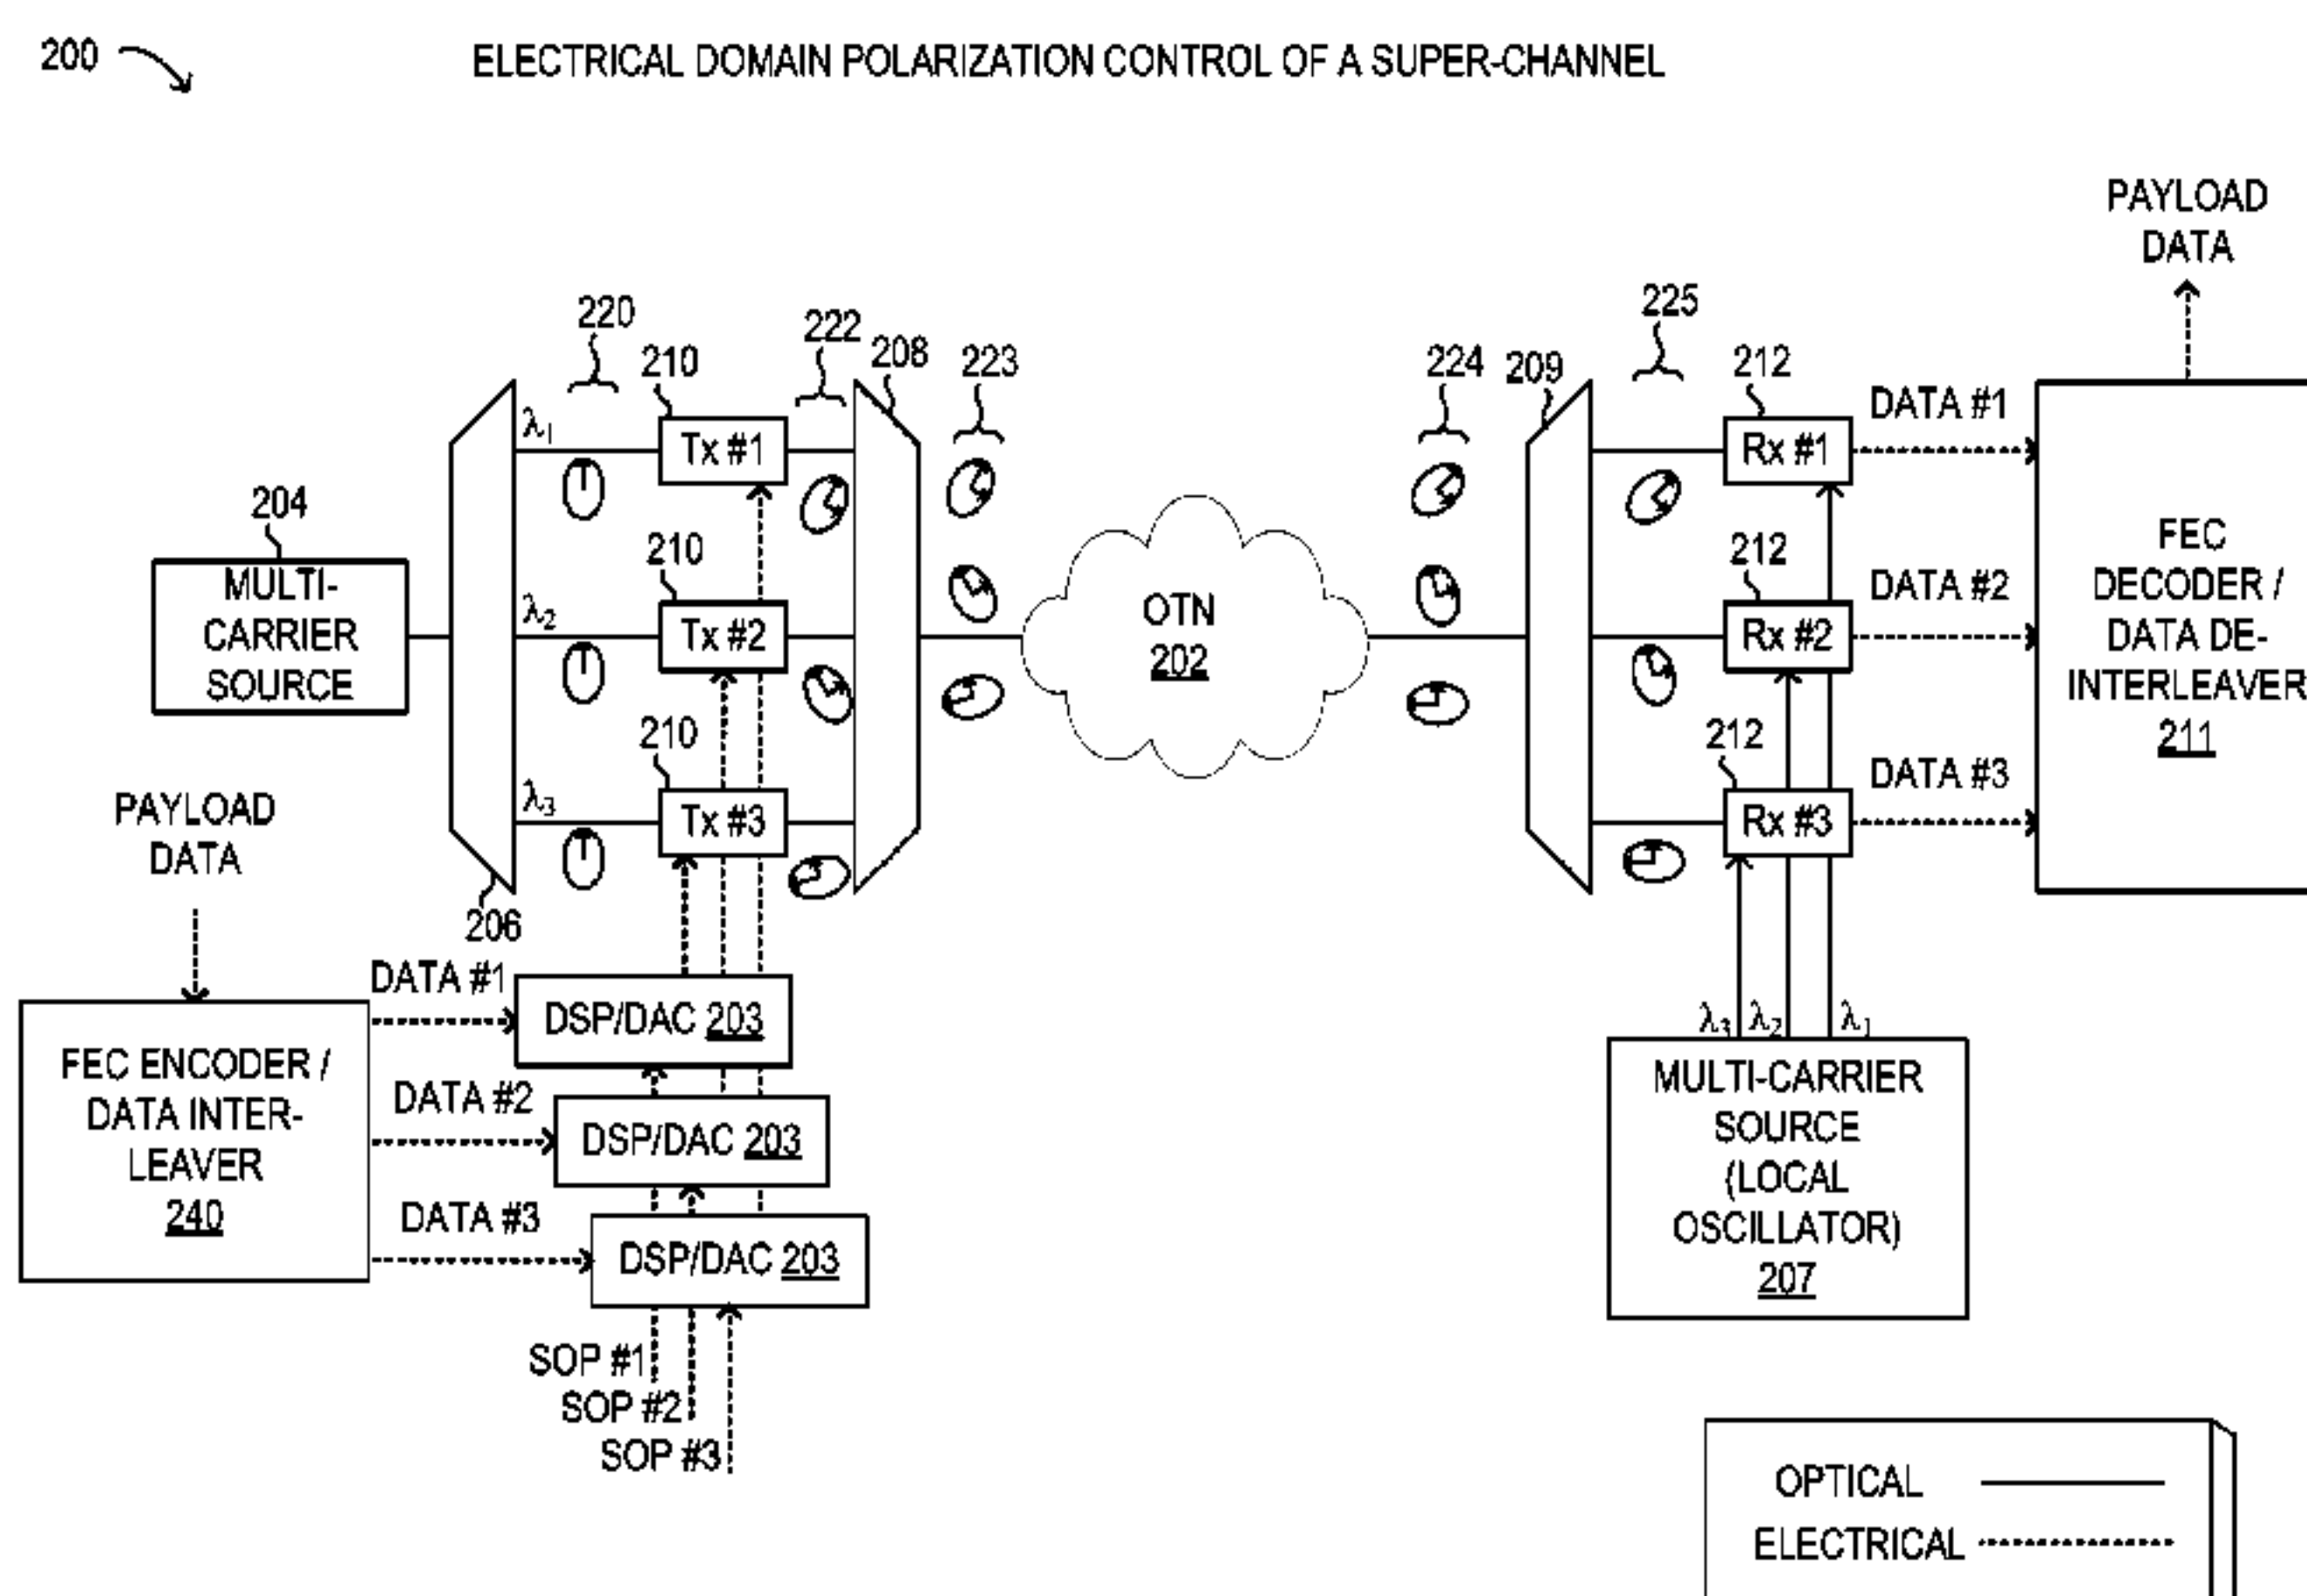 200
ELECTRICAL DOMAIN POLARIZATION CONTROL OF A SUPER-CHANNEL
PAYLOAD
DATA
220
222
208
223
224
209
225
210
212
λ1
Tx #1
Rx #1
DATA #1
204
MULTI-
CARRIER
SOURCE
210
λ2
Tx #2
OTN
202
212
Rx #2
DATA #2
FEC
DECODER /
DATA DE-
INTERLEAVER
211
210
λ3
Tx #3
212
Rx #3
DATA #3
PAYLOAD
DATA
206
FEC ENCODER /
DATA INTER-
LEAVER
240
DATA #1
DSP/DAC 203
DATA #2
DSP/DAC 203
DATA #3
DSP/DAC 203
SOP #1
SOP #2
SOP #3
λ3 λ2 λ1
MULTI-CARRIER
SOURCE
(LOCAL
OSCILLATOR)
207
OPTICAL
ELECTRICAL